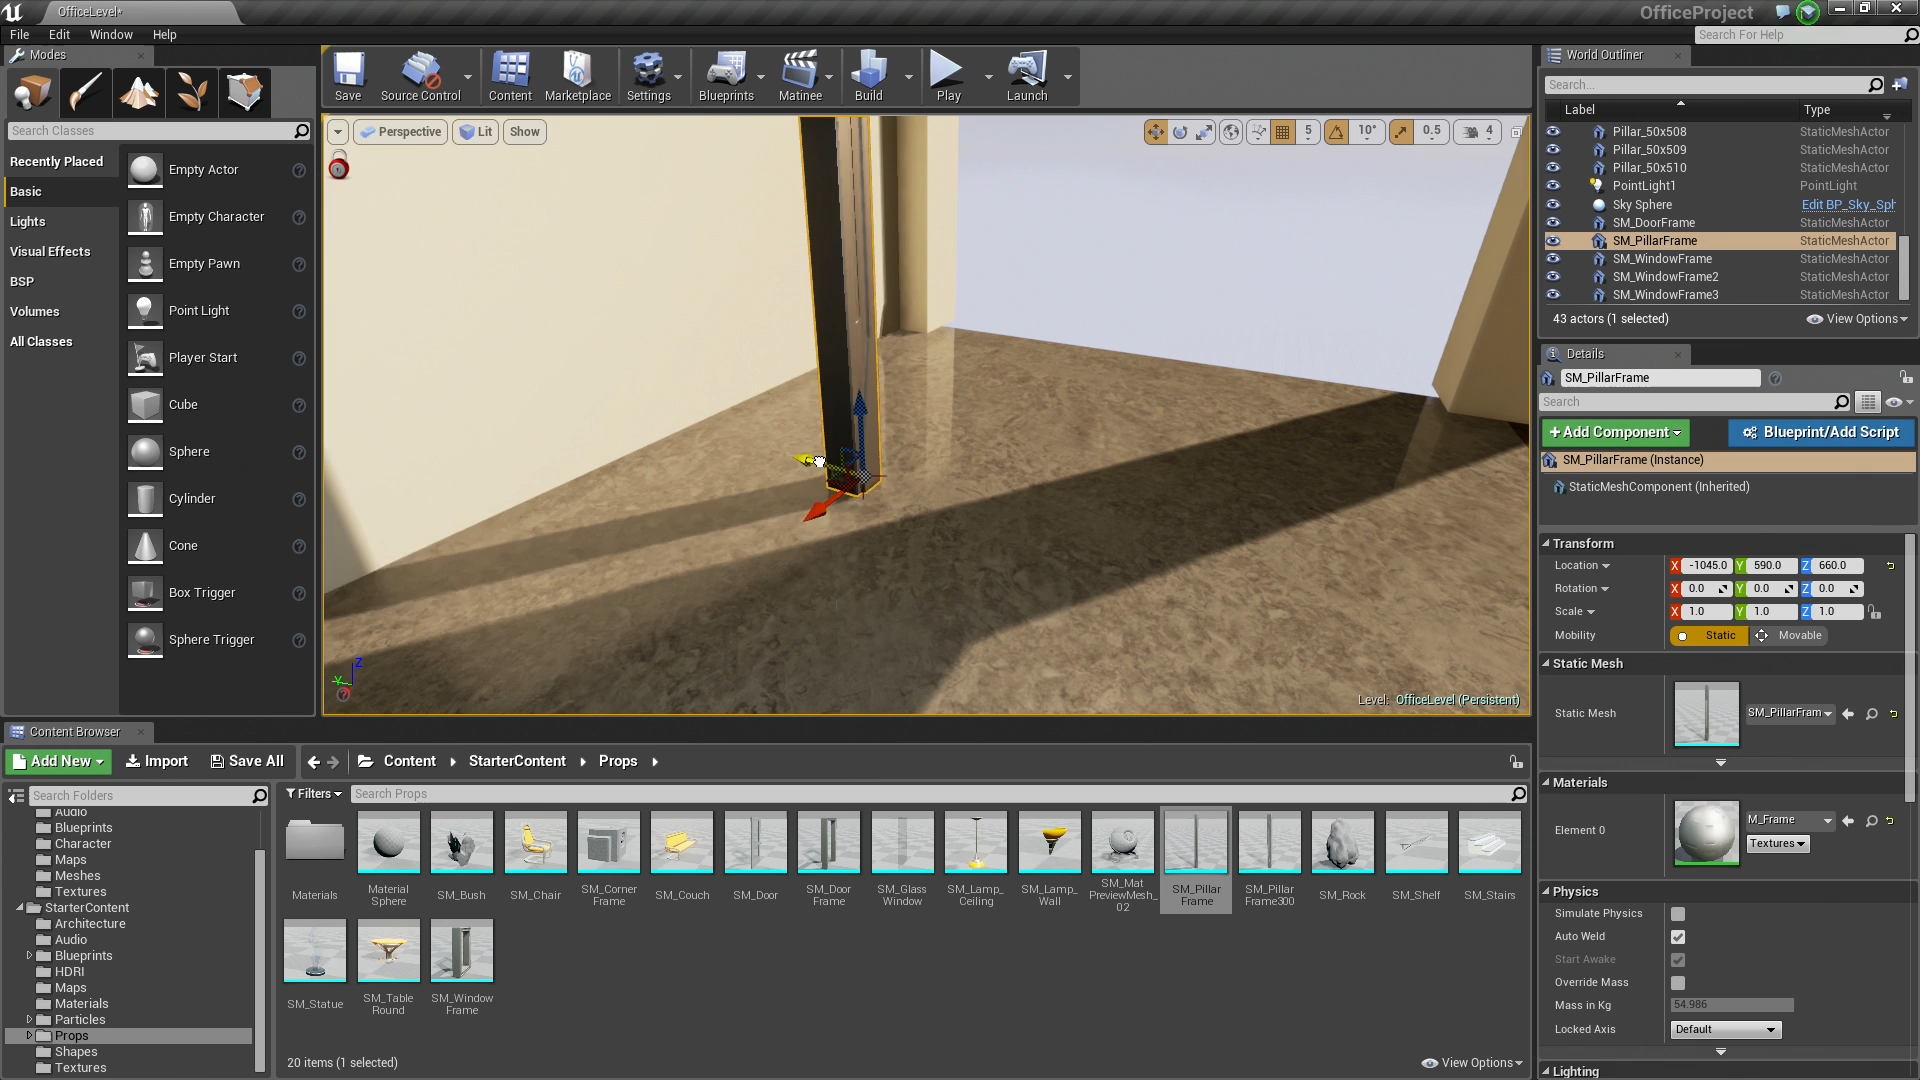 OfficeLevel*
OfficeProject
File Edit Window Help
Search For Help
Modes
Search Classes
Recently Placed
Basic
Lights
Visual Effects
BSP
Volumes
All Classes
Empty Actor
Empty Character
Empty Pawn
Point Light
Player Start
Cube
Sphere
Cylinder
Cone
Box Trigger
Sphere Trigger
Save Source Control Content Marketplace Settings Blueprints Matinee Build Play Launch
Perspective Lit Show
5 10° 0.5 4
Z
Y
Level: OfficeLevel (Persistent)
World Outliner
Search...
Label Type
Pillar_50x508 StaticMeshActor
Pillar_50x509 StaticMeshActor
Pillar_50x510 StaticMeshActor
PointLight1 PointLight
Sky Sphere Edit BP_Sky_Sph
SM_DoorFrame StaticMeshActor
SM_PillarFrame StaticMeshActor
SM_WindowFrame StaticMeshActor
SM_WindowFrame2 StaticMeshActor
SM_WindowFrame3 StaticMeshActor
43 actors (1 selected) View Options
Details
SM_PillarFrame
Search
+Add Component Blueprint/Add Script
SM_PillarFrame (Instance)
StaticMeshComponent (Inherited)
Transform
Location X -1045.0 Y 590.0 Z 660.0
Rotation X 0.0 Y 0.0 Z 0.0
Scale X 1.0 Y 1.0 Z 1.0
Mobility Static Movable
Static Mesh
Static Mesh SM_PillarFram
Materials
Element 0 M_Frame
Textures
Physics
Simulate Physics
Auto Weld
Start Awake
Override Mass
Mass in Kg 54.986
Locked Axis Default
Lighting
Content Browser
Add New Import Save All Content StarterContent Props
Search Folders
Filters Search Props
Audio
Blueprints
Character
Maps
Meshes
Textures
StarterContent
Architecture
Audio
Blueprints
HDRI
Maps
Materials
Particles
Props
Shapes
Textures
Materials
Material
Sphere
SM_Bush
SM_Chair
SM_Corner
Frame
SM_Couch
SM_Door
SM_Door
Frame
SM_Glass
Window
SM_Lamp_
Ceiling
SM_Lamp_
Wall
SM_Mat
PreviewMesh_
02
SM_Pillar
Frame
SM_Pillar
Frame300
SM_Rock
SM_Shelf
SM_Stairs
SM_Statue
SM_Table
Round
SM_Window
Frame
20 items (1 selected) View Options